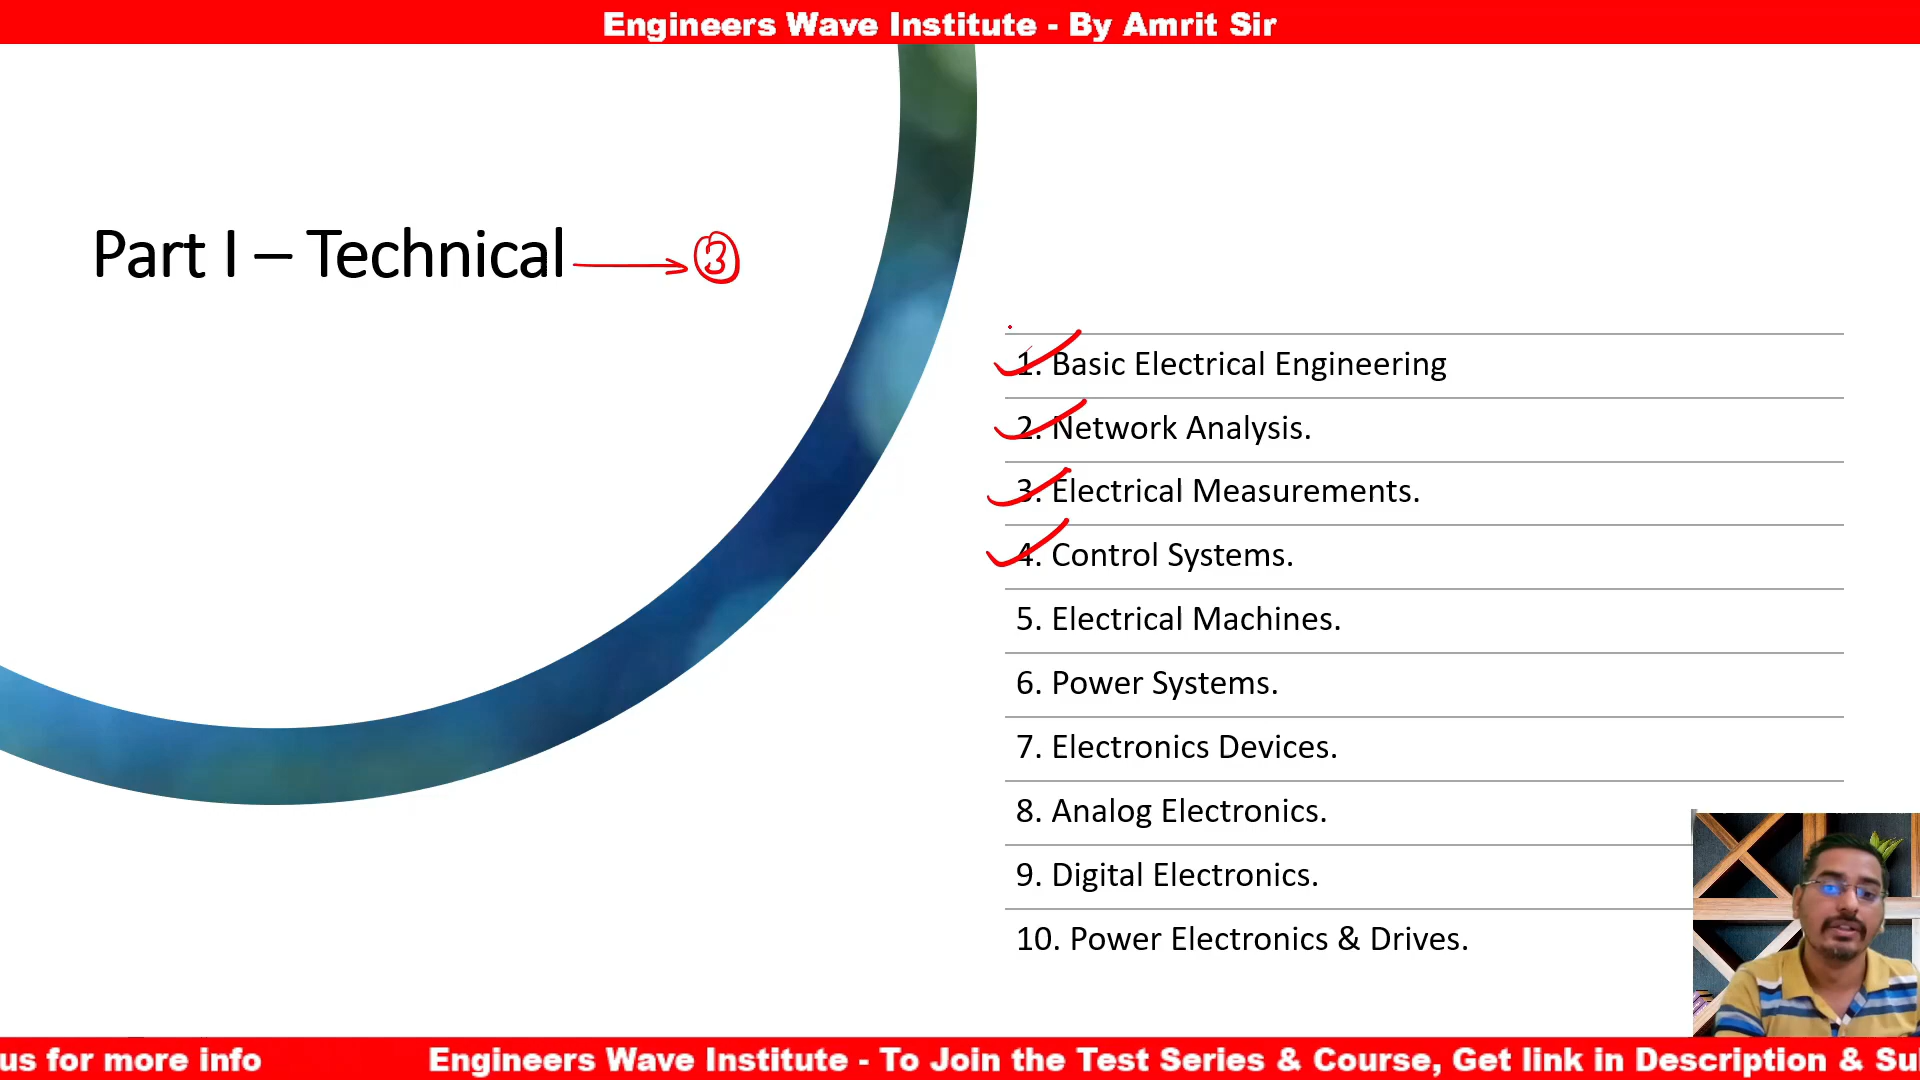 Engineers Wave Institute - By Amrit Sir
Part I – Technical → 3
1. Basic Electrical Engineering
2. Network Analysis.
3. Electrical Measurements.
4. Control Systems.
5. Electrical Machines.
6. Power Systems.
7. Electronics Devices.
8. Analog Electronics.
9. Digital Electronics.
10. Power Electronics & Drives.
us for more info Engineers Wave Institute - To Join the Test Series & Course, Get link in Description & Su